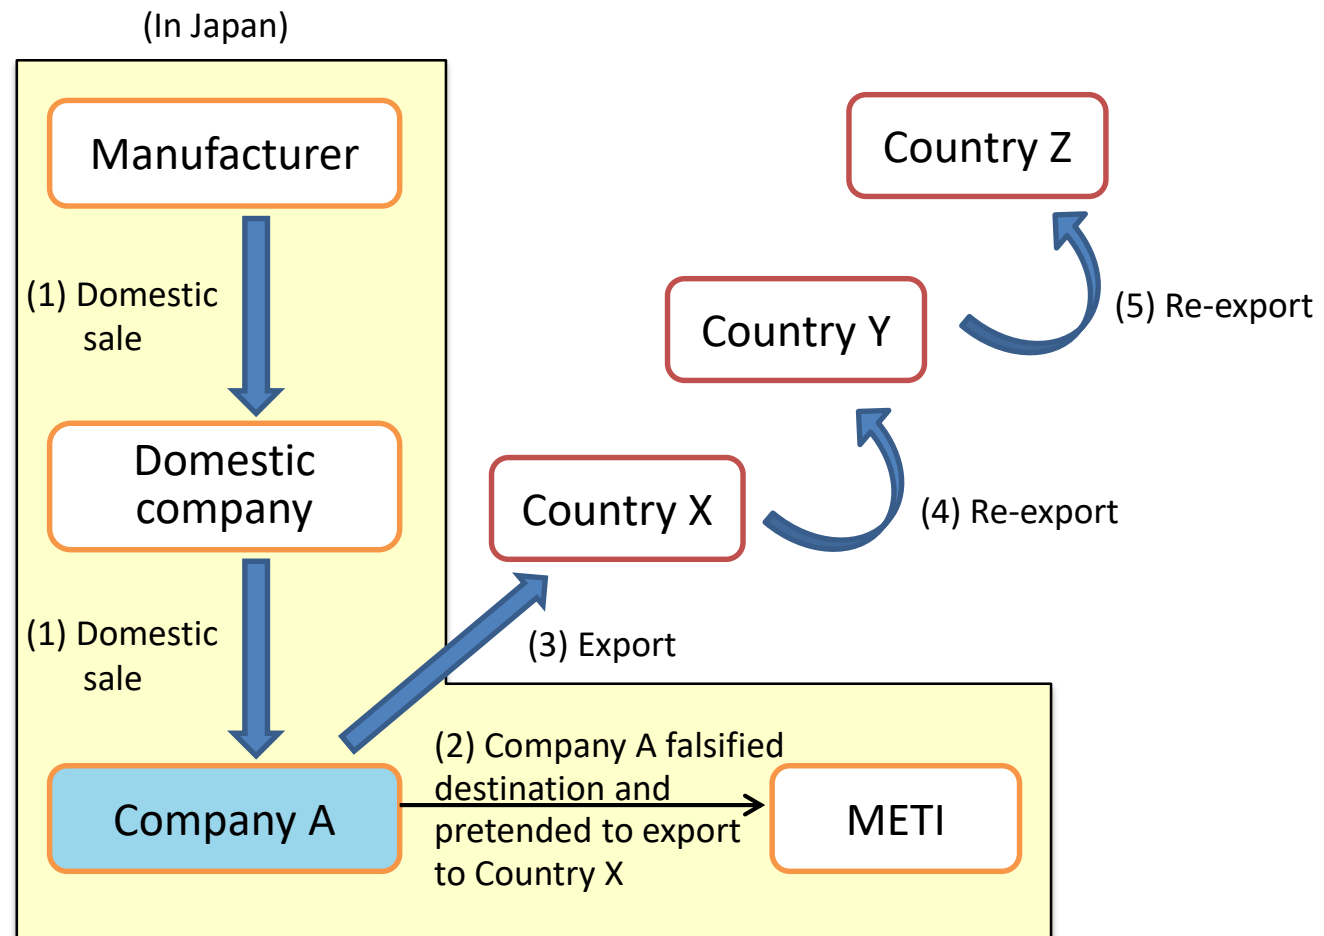 (In Japan)
Manufacturer
Country Z
(1) Domestic
sale
(5) Re-export
Country Y
Domestic
company
Country X
(4) Re-export
(1) Domestic
sale
(3) Export
(2) Company A falsified
destination and
pretended to export
to Country X
Company A
METI